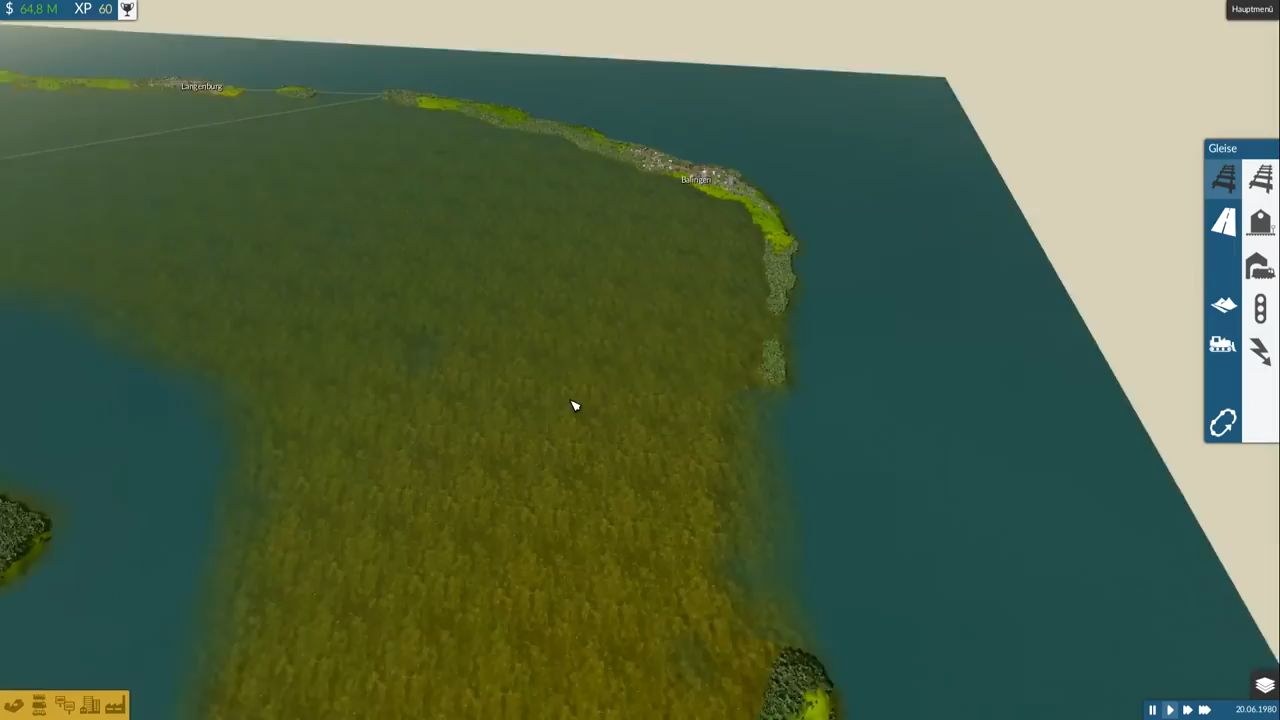 $ 64,8 M XP 60
Hauptmenü
Langenburg
Balingen
Gleise
20.06.1980